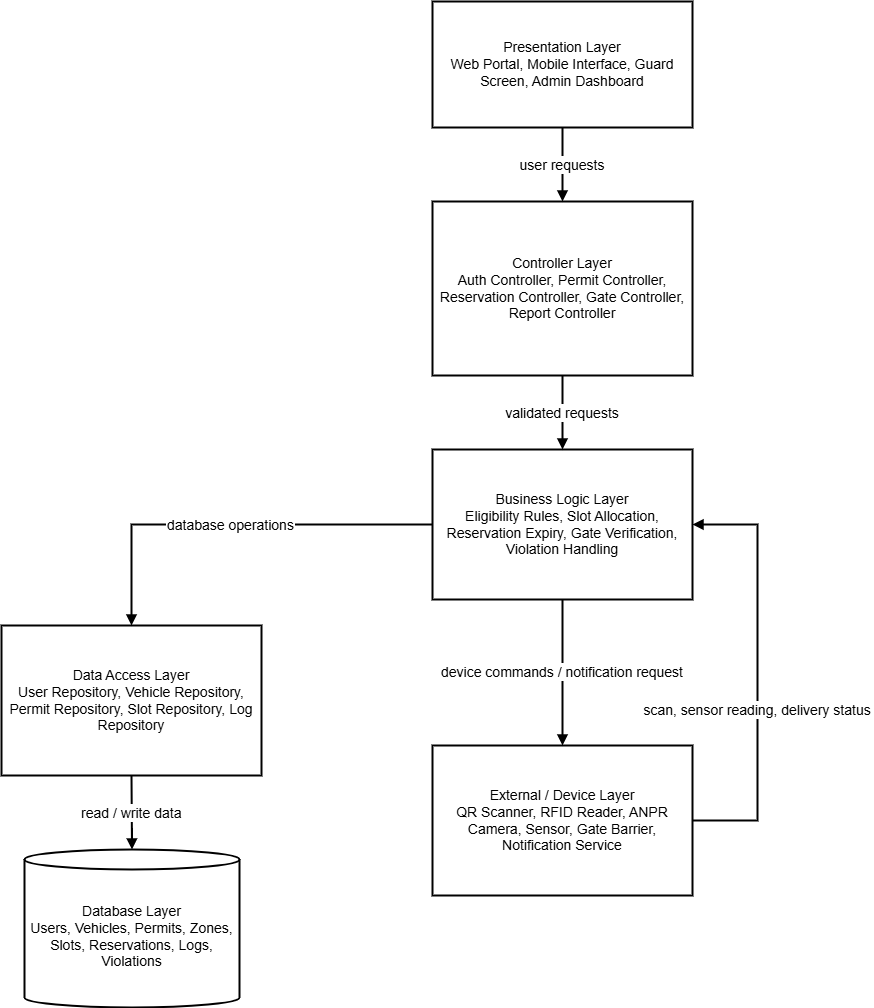 Presentation Layer
Web Portal, Mobile Interface, Guard
Screen, Admin Dashboard
user requests
Controller Layer
Auth Controller, Permit Controller,
Reservation Controller, Gate Controller,
Report Controller
validated requests
Business Logic Layer
Eligibility Rules, Slot Allocation,
Reservation Expiry, Gate Verification,
Violation Handling
database operations
Data Access Layer
User Repository, Vehicle Repository,
Permit Repository, Slot Repository, Log
Repository
device commands / notification request
scan, sensor reading, delivery status
External / Device Layer
QR Scanner, RFID Reader, ANPR
Camera, Sensor, Gate Barrier,
Notification Service
read / write data
Database Layer
Users, Vehicles, Permits, Zones,
Slots, Reservations, Logs,
Violations